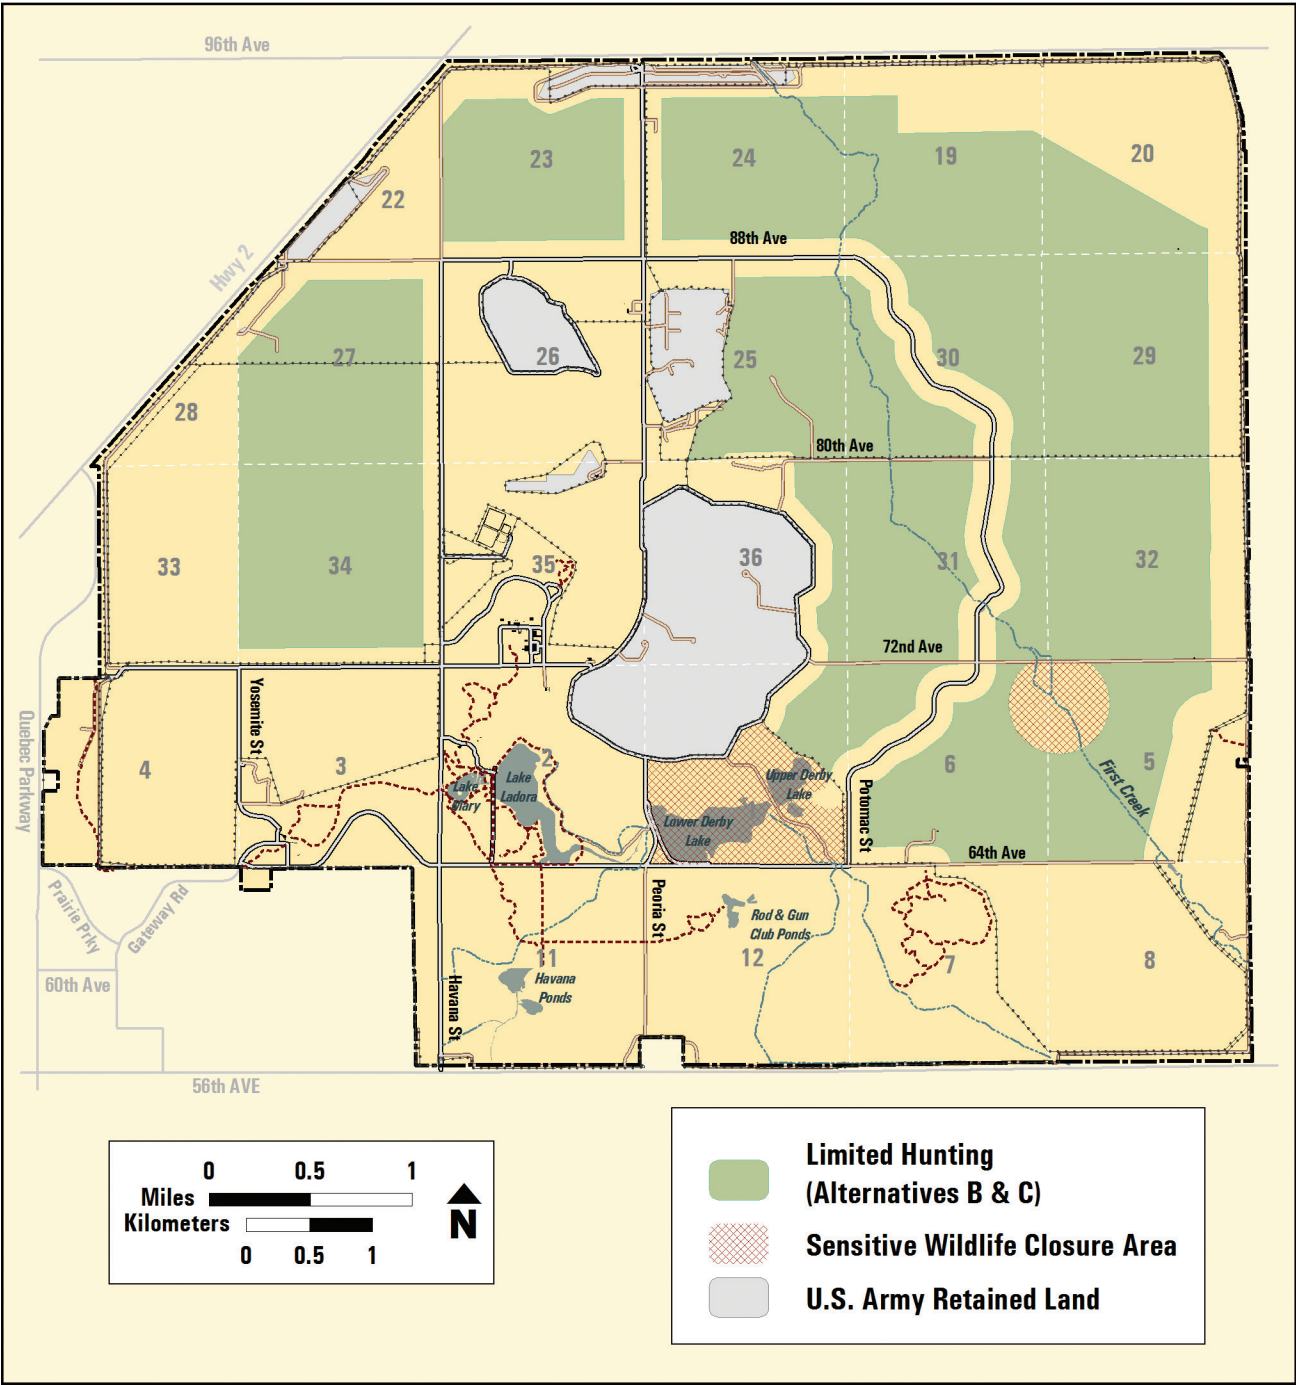 96th Ave
23
24
19
20
22
88th Ave
Hwy 2
27
26
25
30
29
28
80th Ave
33
34
35
36
31
32
72nd Ave
Yosemite St
Quebec Parkway
4
3
2
Lake
Ladora
Lake
Mary
Upper Derby
Lake
Lower Derby
Lake
Potomac St
6
5
First Creek
64th Ave
Prairie Prky
Gateway Rd
Peoria St
Rod & Gun
Club Ponds
11
12
7
8
60th Ave
Havana
Ponds
Havana St
56th AVE
0 0.5 1
Miles
Kilometers
0 0.5 1
N
Limited Hunting
(Alternatives B & C)
Sensitive Wildlife Closure Area
U.S. Army Retained Land